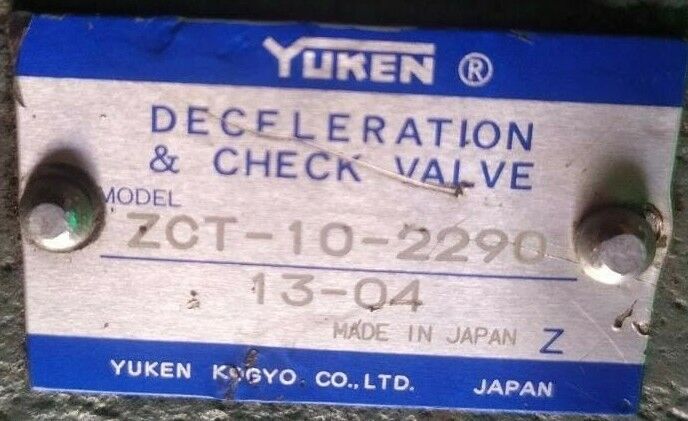 YUKEN ®
DECELERATION
& CHECK VALVE
MODEL
ZCT-10-2290
13-04
MADE IN JAPAN Z
YUKEN KOGYO. CO., LTD. JAPAN